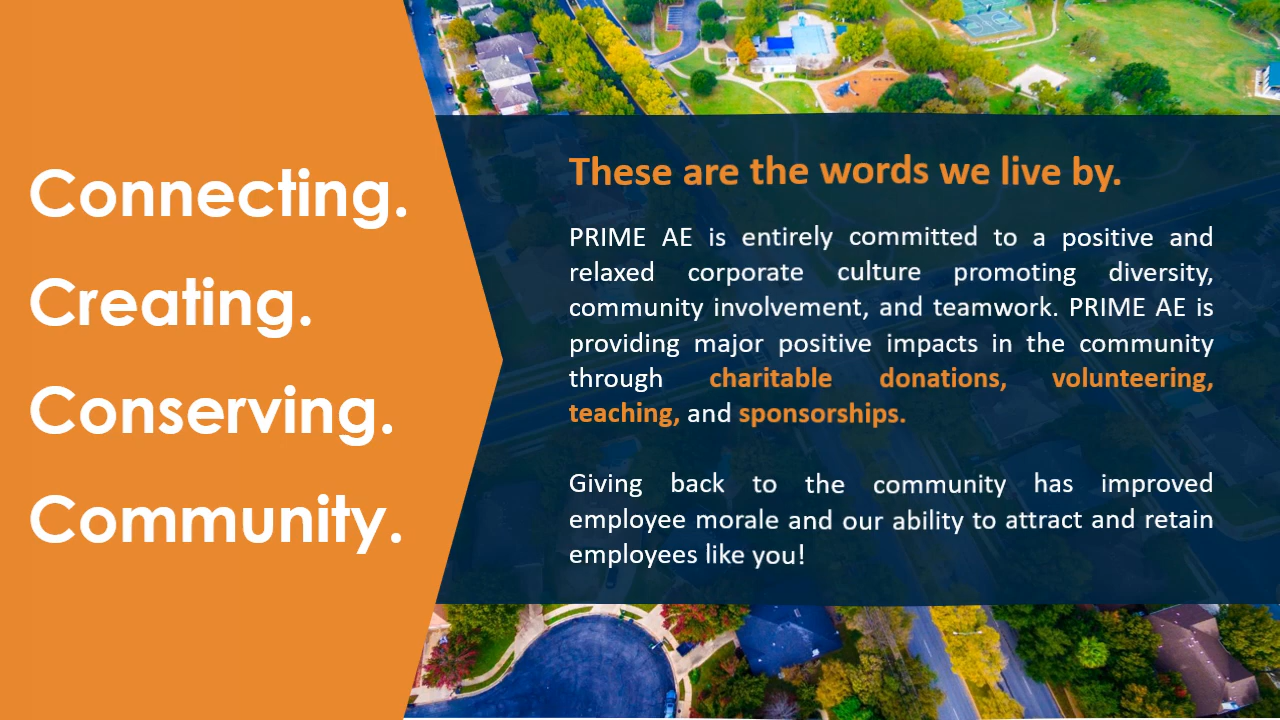 Connecting.
Creating.
Conserving.
Community.
These are the words we live by.
PRIME AE is entirely committed to a positive and
relaxed corporate culture promoting diversity,
community involvement, and teamwork. PRIME AE is
providing major positive impacts in the community
through charitable donations, volunteering,
teaching, and sponsorships.
Giving back to the community has improved
employee morale and our ability to attract and retain
employees like you!